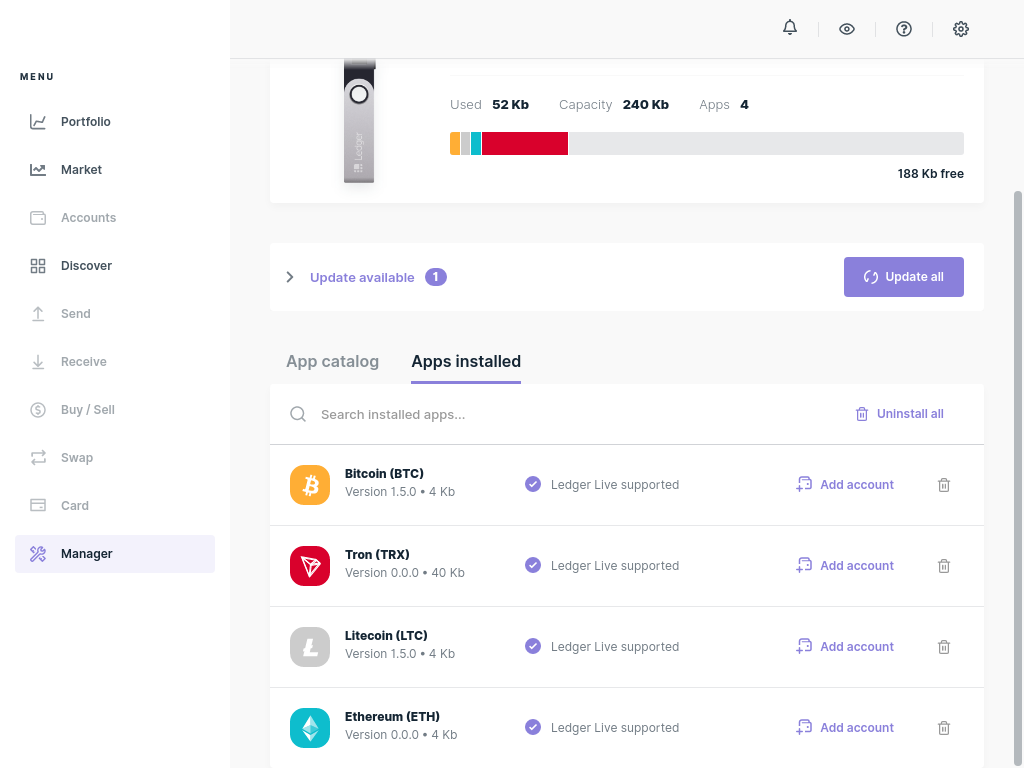 MENU
Portfolio
Market
Accounts
Discover
Send
Receive
Buy / Sell
Swap
Card
Manager
Ledger
Used 52 Kb Capacity 240 Kb Apps 4
188 Kb free
Update available 1
Update all
App catalog Apps installed
Search installed apps...
Uninstall all
Bitcoin (BTC)
Version 1.5.0 • 4 Kb
Ledger Live supported
Add account
Tron (TRX)
Version 0.0.0 • 40 Kb
Ledger Live supported
Add account
Litecoin (LTC)
Version 1.5.0 • 4 Kb
Ledger Live supported
Add account
Ethereum (ETH)
Version 0.0.0 • 4 Kb
Ledger Live supported
Add account